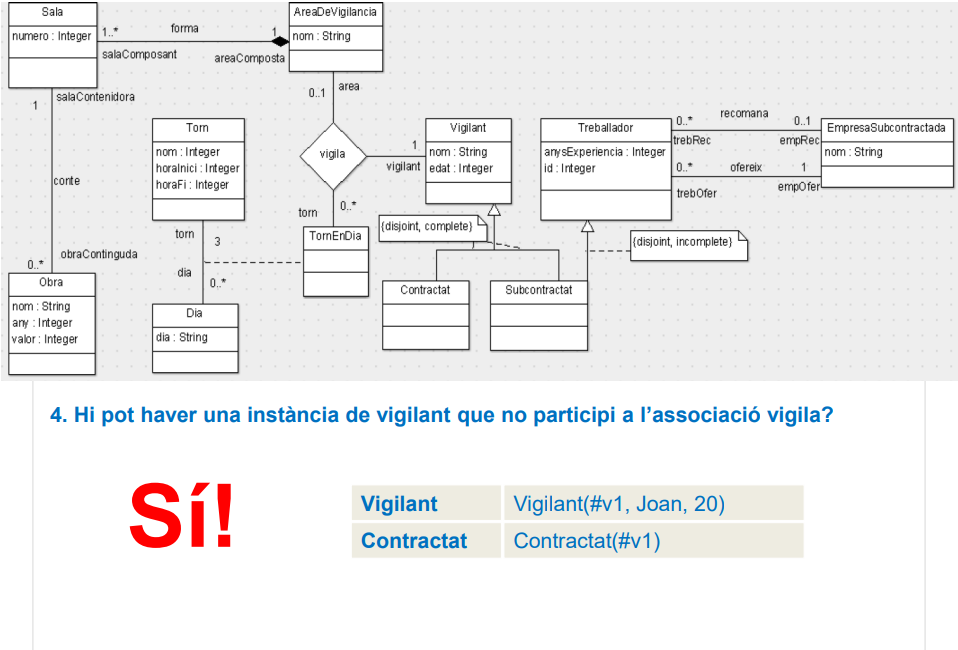 Sala
numero : Integer
1..*
forma
1
salaComposant
areaComposta
AreaDeVigilancia
nom : String
1
salaContenidora
conte
0..*
obraContinguda
Obra
nom : String
any : Integer
valor : Integer
Torn
nom : Integer
horaInici : Integer
horaFi : Integer
torn
3
dia
0..*
Dia
dia : String
0..1
area
vigila
1
vigilant
torn
0..*
TornEnDia
Vigilant
nom : String
edat : Integer
{disjoint, complete}
Contractat
Subcontractat
Treballador
anysExperiencia : Integer
id : Integer
{disjoint, incomplete}
0..*
recomana
0..1
trebRec
empRec
0..*
ofereix
1
trebOfer
empOfer
EmpresaSubcontractada
nom : String
4. Hi pot haver una instància de vigilant que no participi a l’associació vigila?
Sí!
Vigilant Vigilant(#v1, Joan, 20)
Contractat Contractat(#v1)